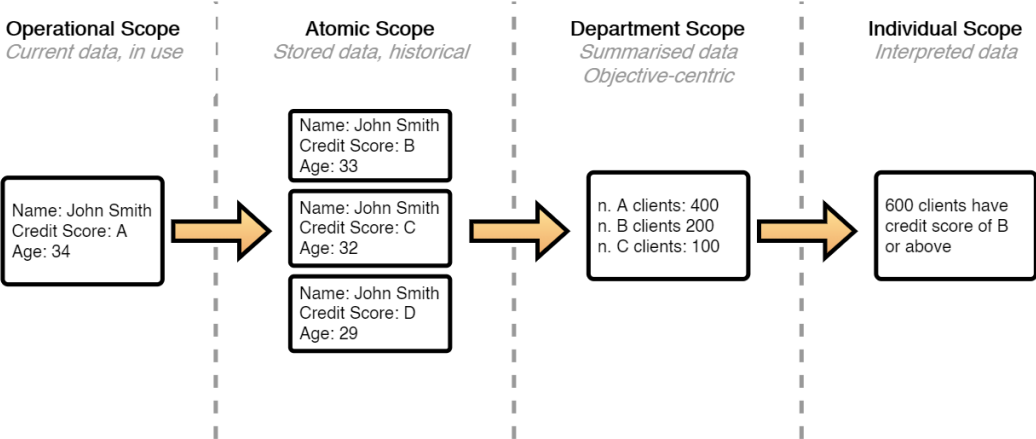 Operational Scope
Current data, in use
Atomic Scope
Stored data, historical
Department Scope
Summarised data
Objective-centric
Individual Scope
Interpreted data
Name: John Smith
Credit Score: A
Age: 34
Name: John Smith
Credit Score: B
Age: 33
Name: John Smith
Credit Score: C
Age: 32
Name: John Smith
Credit Score: D
Age: 29
n. A clients: 400
n. B clients 200
n. C clients: 100
600 clients have
credit score of B
or above